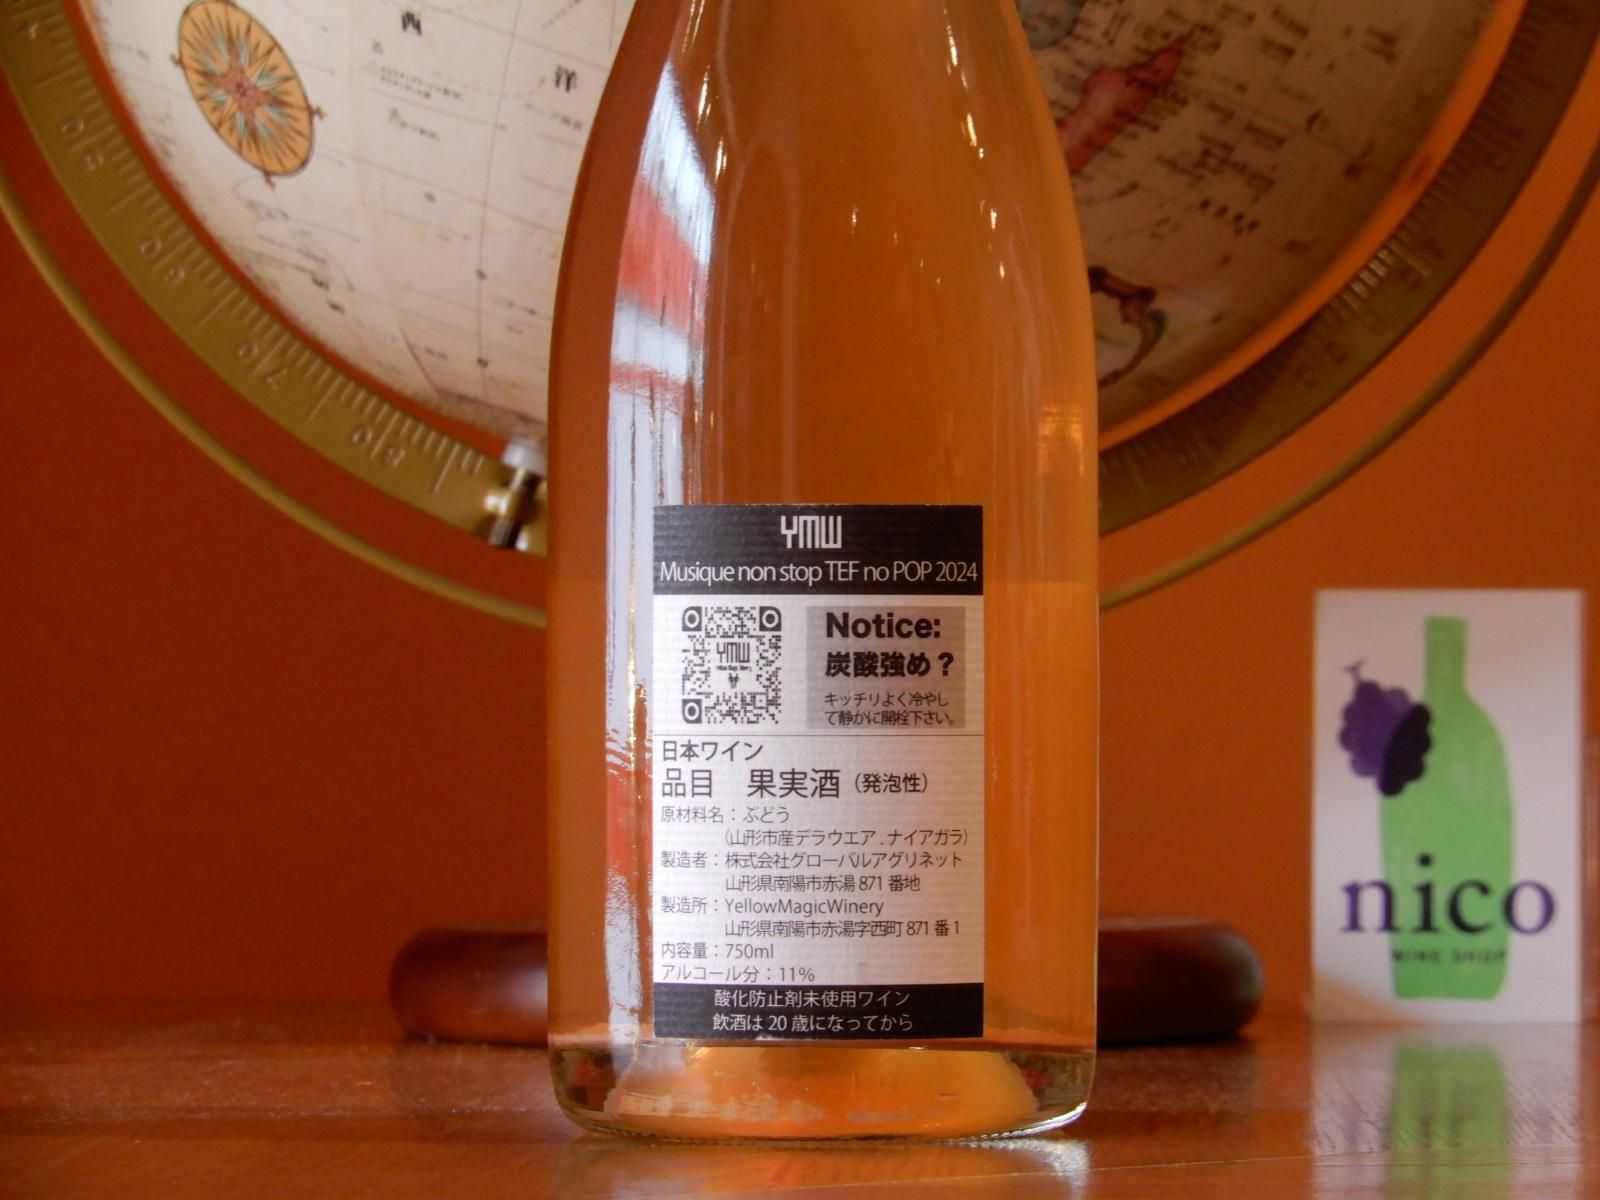 西
洋
YMW
Musique non stop TEF no POP 2024
YMW
Notice:
炭酸強め？
キッチリよく冷やし
て静かに開栓下さい。
日本ワイン
品目 果実酒（発泡性）
原材料名：ぶどう
（山形市産デラウエア . ナイアガラ）
製造者：株式会社グローバルアグリネット
山形県南陽市赤湯 871 番地
製造所：YellowMagicWinery
山形県南陽市赤湯字西町 871 番 1
内容量：750ml
アルコール分：11%
酸化防止剤未使用ワイン
飲酒は 20 歳になってから
nico
WINE SHOP